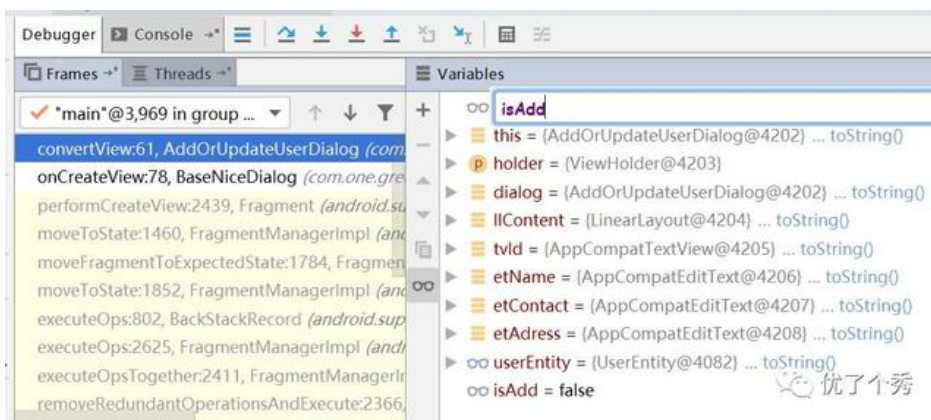 Debugger Console
Frames Threads
"main"@3,969 in group ...
convertView:61, AddOrUpdateUserDialog (com.
onCreateView:78, BaseNiceDialog (com.one.gre
performCreateView:2439, Fragment (android.su
moveToState:1460, FragmentManagerImpl (and
moveFragmentToExpectedState:1784, Fragmen
moveToState:1852, FragmentManagerImpl (and
executeOps:802, BackStackRecord (android.sup
executeOps:2625, FragmentManagerImpl (andr
executeOpsTogether:2411, FragmentManagerIr
removeRedundantOperationsAndExecute:2366,
Variables
isAdd
this = {AddOrUpdateUserDialog@4202} ... toString()
holder = {ViewHolder@4203}
dialog = {AddOrUpdateUserDialog@4202} ... toString()
llContent = {LinearLayout@4204} ... toString()
tvId = {AppCompatTextView@4205} ... toString()
etName = {AppCompatEditText@4206} ... toString()
etContact = {AppCompatEditText@4207} ... toString()
etAdress = {AppCompatEditText@4208} ... toString()
userEntity = {UserEntity@4082} ... toString()
isAdd = false
优了个秀